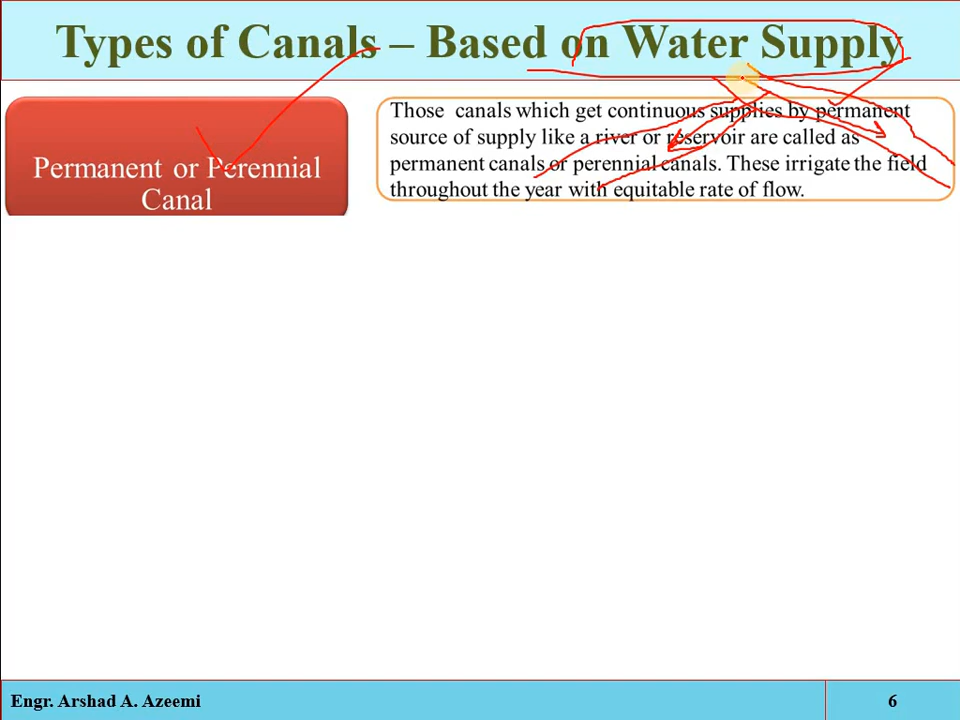 Types of Canals – Based on Water Supply
Permanent or Perennial
Canal
Those canals which get continuous supplies by permanent
source of supply like a river or reservoir are called as
permanent canals or perennial canals. These irrigate the field
throughout the year with equitable rate of flow.
Engr. Arshad A. Azeemi
6